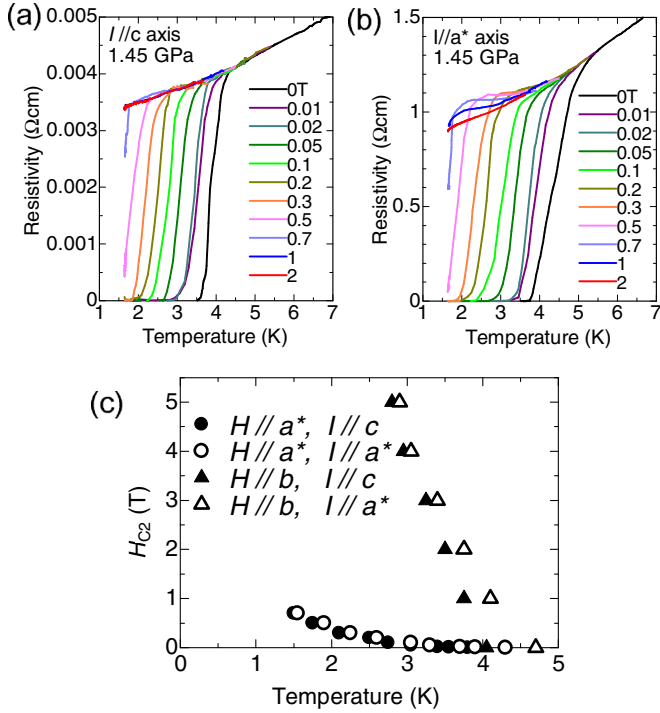 (a)
I //c axis
1.45 GPa
0T
0.01
0.02
0.05
0.1
0.2
0.3
0.5
0.7
1
2
0.005
0.004
0.003
0.002
0.001
0
Resistivity (Ωcm)
1 2 3 4 5 6 7
Temperature (K)
(b)
I//a* axis
1.45 GPa
0T
0.01
0.02
0.05
0.1
0.2
0.3
0.5
0.7
1
2
1.5
1
0.5
0
Resistivity (Ωcm)
1 2 3 4 5 6 7
Temperature (K)
(c)
H // a*, I // c
H // a*, I // a*
H // b, I // c
H // b, I // a*
5
4
3
2
1
0
HC2 (T)
0 1 2 3 4 5
Temperature (K)